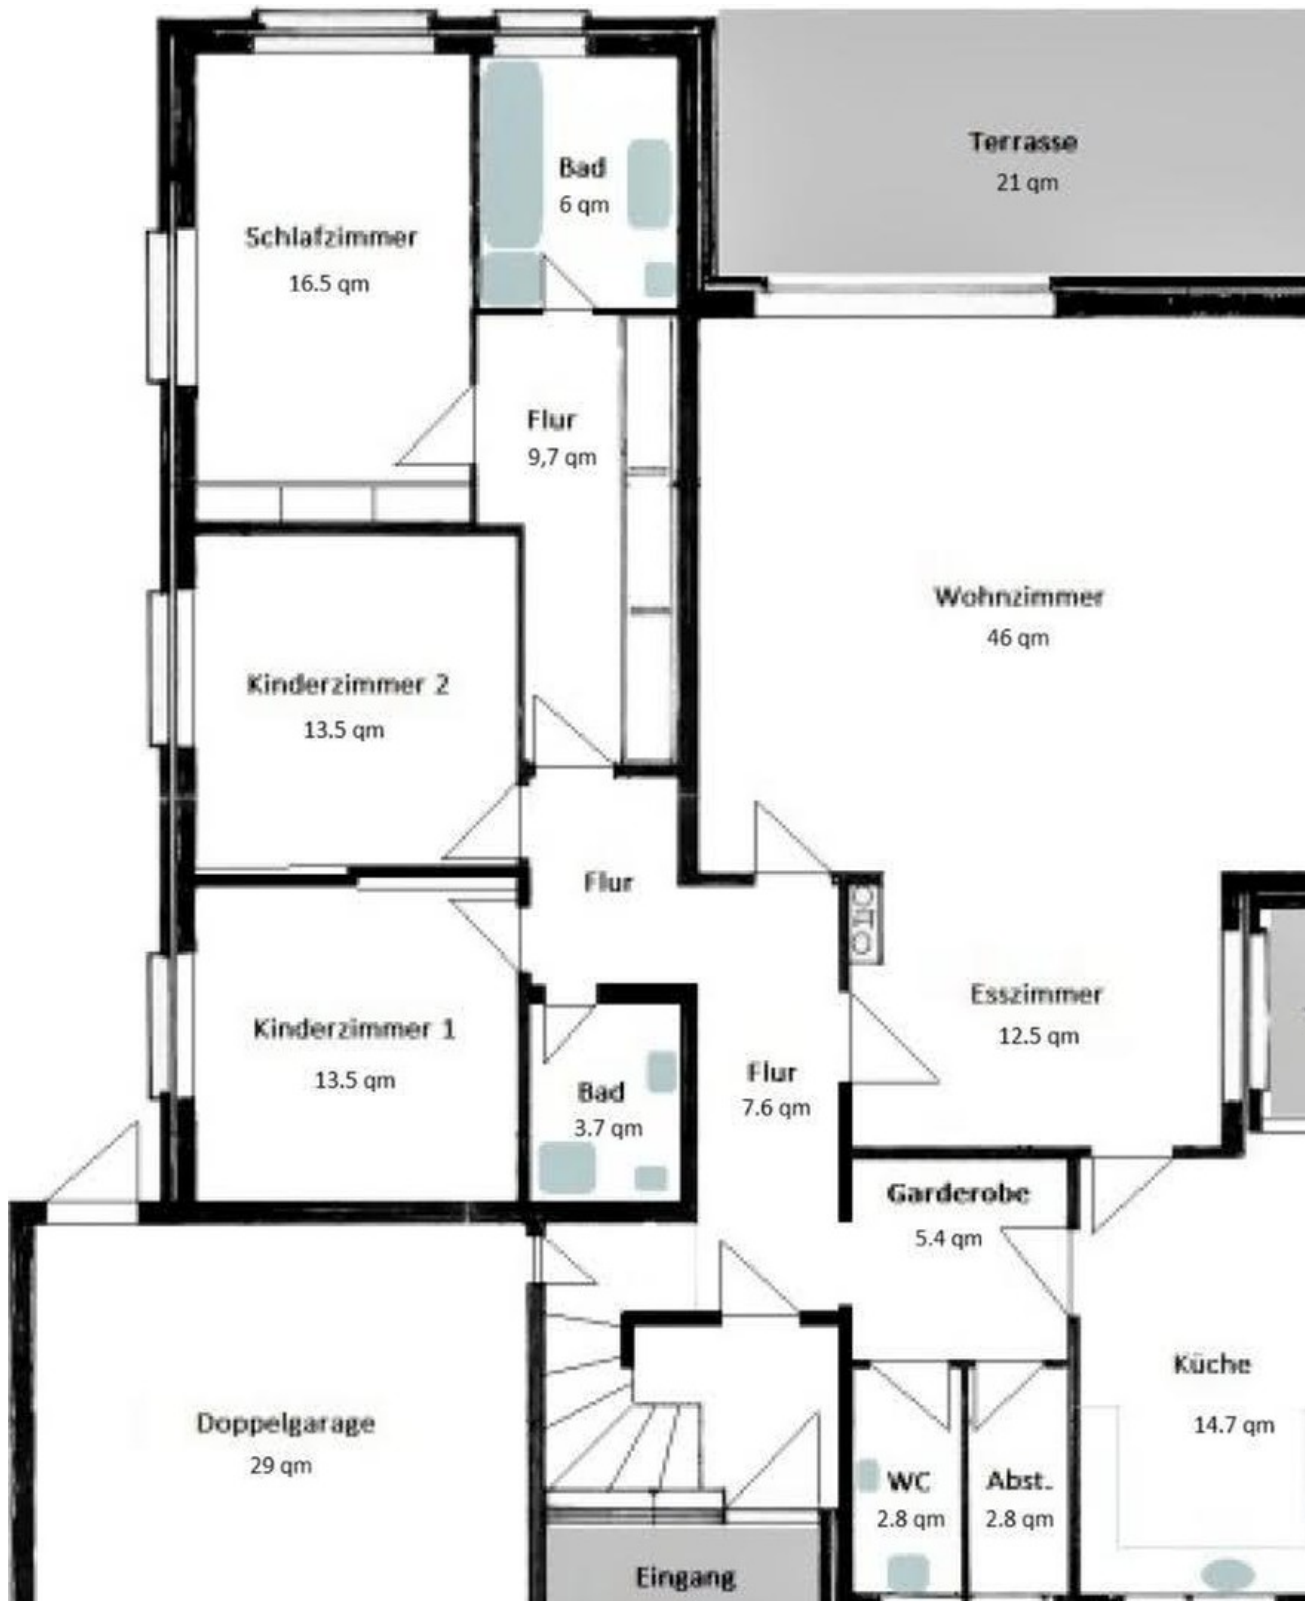 Terrasse
21 qm
Bad
6 qm
Schlafzimmer
16.5 qm
Flur
9,7 qm
Wohnzimmer
46 qm
Kinderzimmer 2
13.5 qm
Flur
Esszimmer
12.5 qm
Kinderzimmer 1
13.5 qm
Flur
7.6 qm
Bad
3.7 qm
Garderobe
5.4 qm
Küche
14.7 qm
Doppelgarage
29 qm
WC
2.8 qm
Abst.
2.8 qm
Eingang